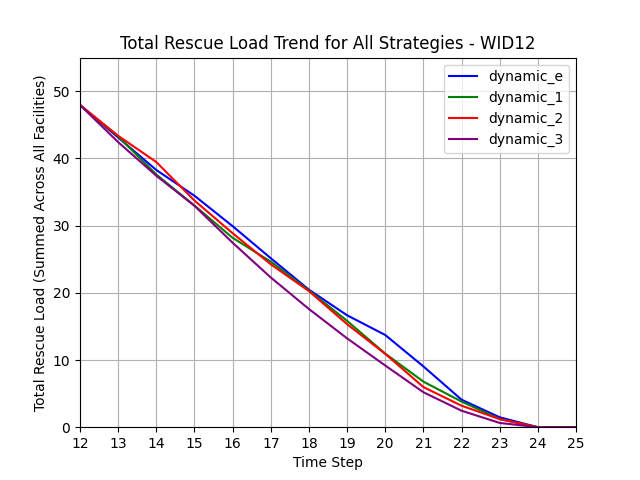 Total Rescue Load Trend for All Strategies - WID12
Total Rescue Load (Summed Across All Facilities)
50
40
30
20
10
0
dynamic_e
dynamic_1
dynamic_2
dynamic_3
12 13 14 15 16 17 18 19 20 21 22 23 24 25
Time Step